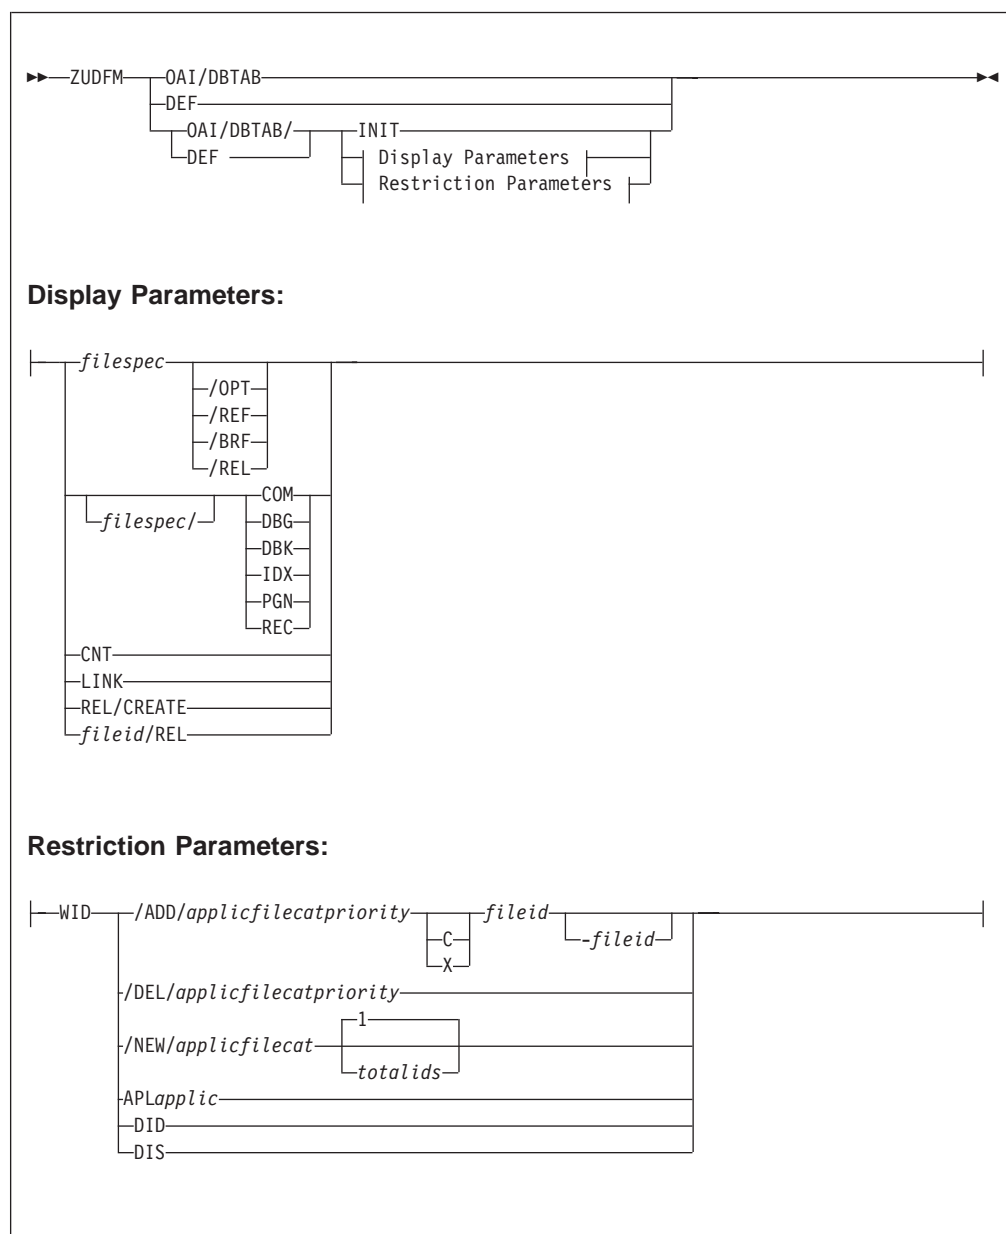 ZUDFM OAI/DBTAB
DEF
OAI/DBTAB/ INIT
DEF Display Parameters
Restriction Parameters
Display Parameters:
filespec
/OPT
/REF
/BRF
/REL
COM
filespec/ DBG
DBK
IDX
PGN
REC
CNT
LINK
REL/CREATE
fileid/REL
Restriction Parameters:
WID /ADD/applicfilecatpriority fileid
C -fileid
X
/DEL/applicfilecatpriority
1
/NEW/applicfilecat
totalids
APLapplic
DID
DIS